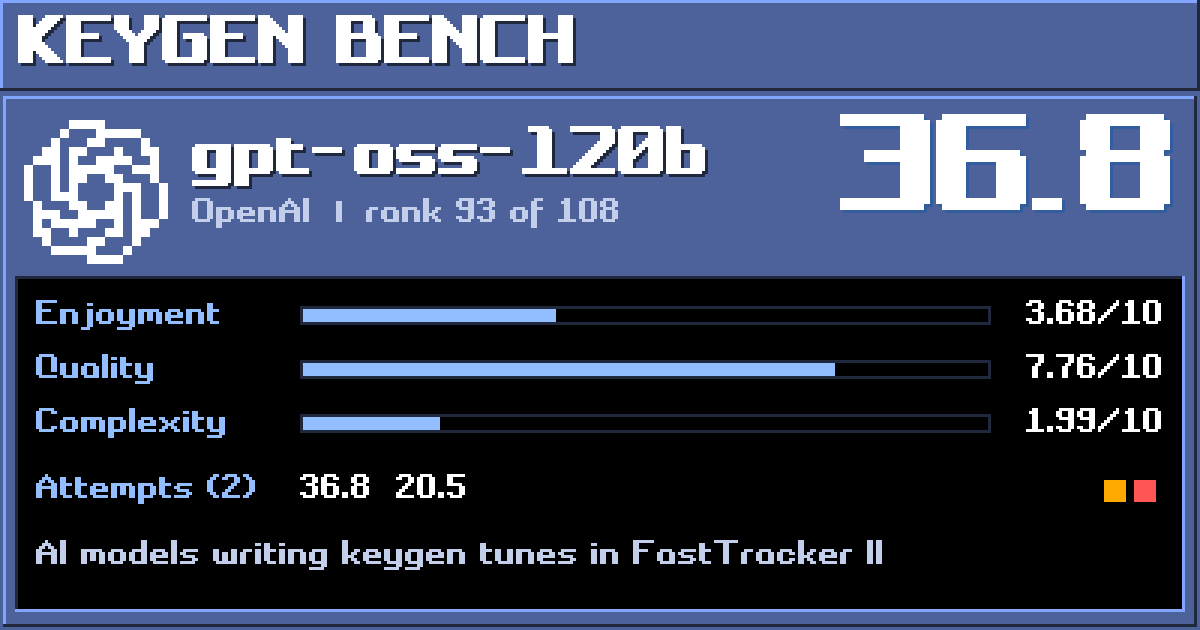 KEYGEN BENCH
gpt-oss-120b
36.8
OpenAI | rank 93 of 108
Enjoyment 3.68/10
Quality 7.76/10
Complexity 1.99/10
Attempts (2) 36.8 20.5
AI models writing keygen tunes in FastTracker II